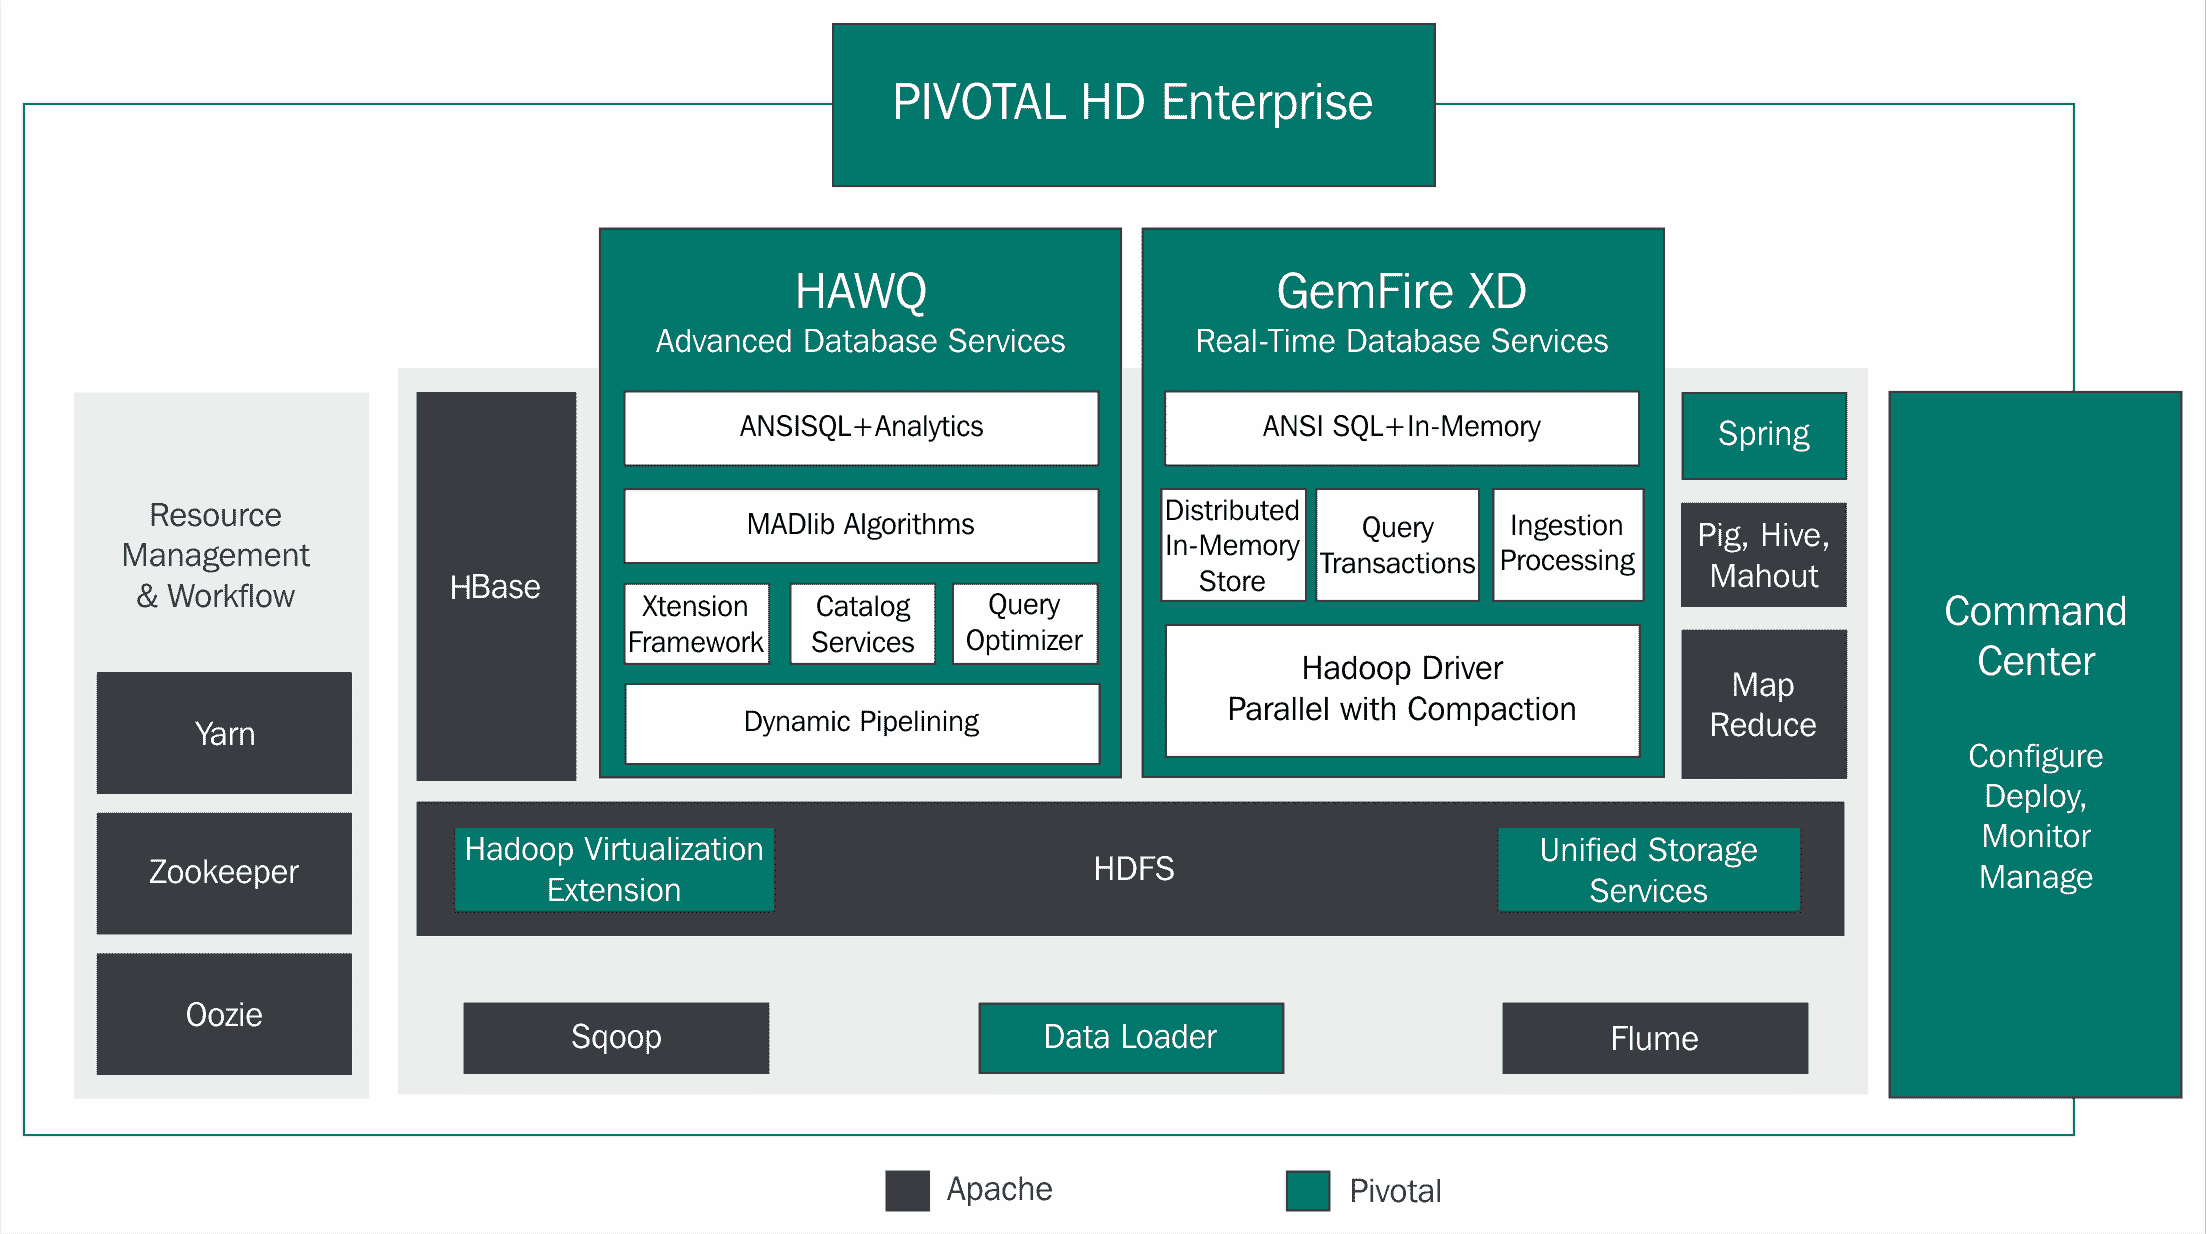 PIVOTAL HD Enterprise
HAWQ
Advanced Database Services
ANSISQL+Analytics
MADlib Algorithms
Xtension
Framework
Catalog
Services
Query
Optimizer
Dynamic Pipelining
GemFire XD
Real-Time Database Services
ANSI SQL+In-Memory
Distributed
In-Memory
Store
Query
Transactions
Ingestion
Processing
Hadoop Driver
Parallel with Compaction
Resource
Management
& Workflow
Yarn
Zookeeper
Oozie
HBase
Spring
Pig, Hive,
Mahout
Map
Reduce
Hadoop Virtualization
Extension
HDFS
Unified Storage
Services
Sqoop
Data Loader
Flume
Command
Center
Configure
Deploy,
Monitor
Manage
Apache
Pivotal